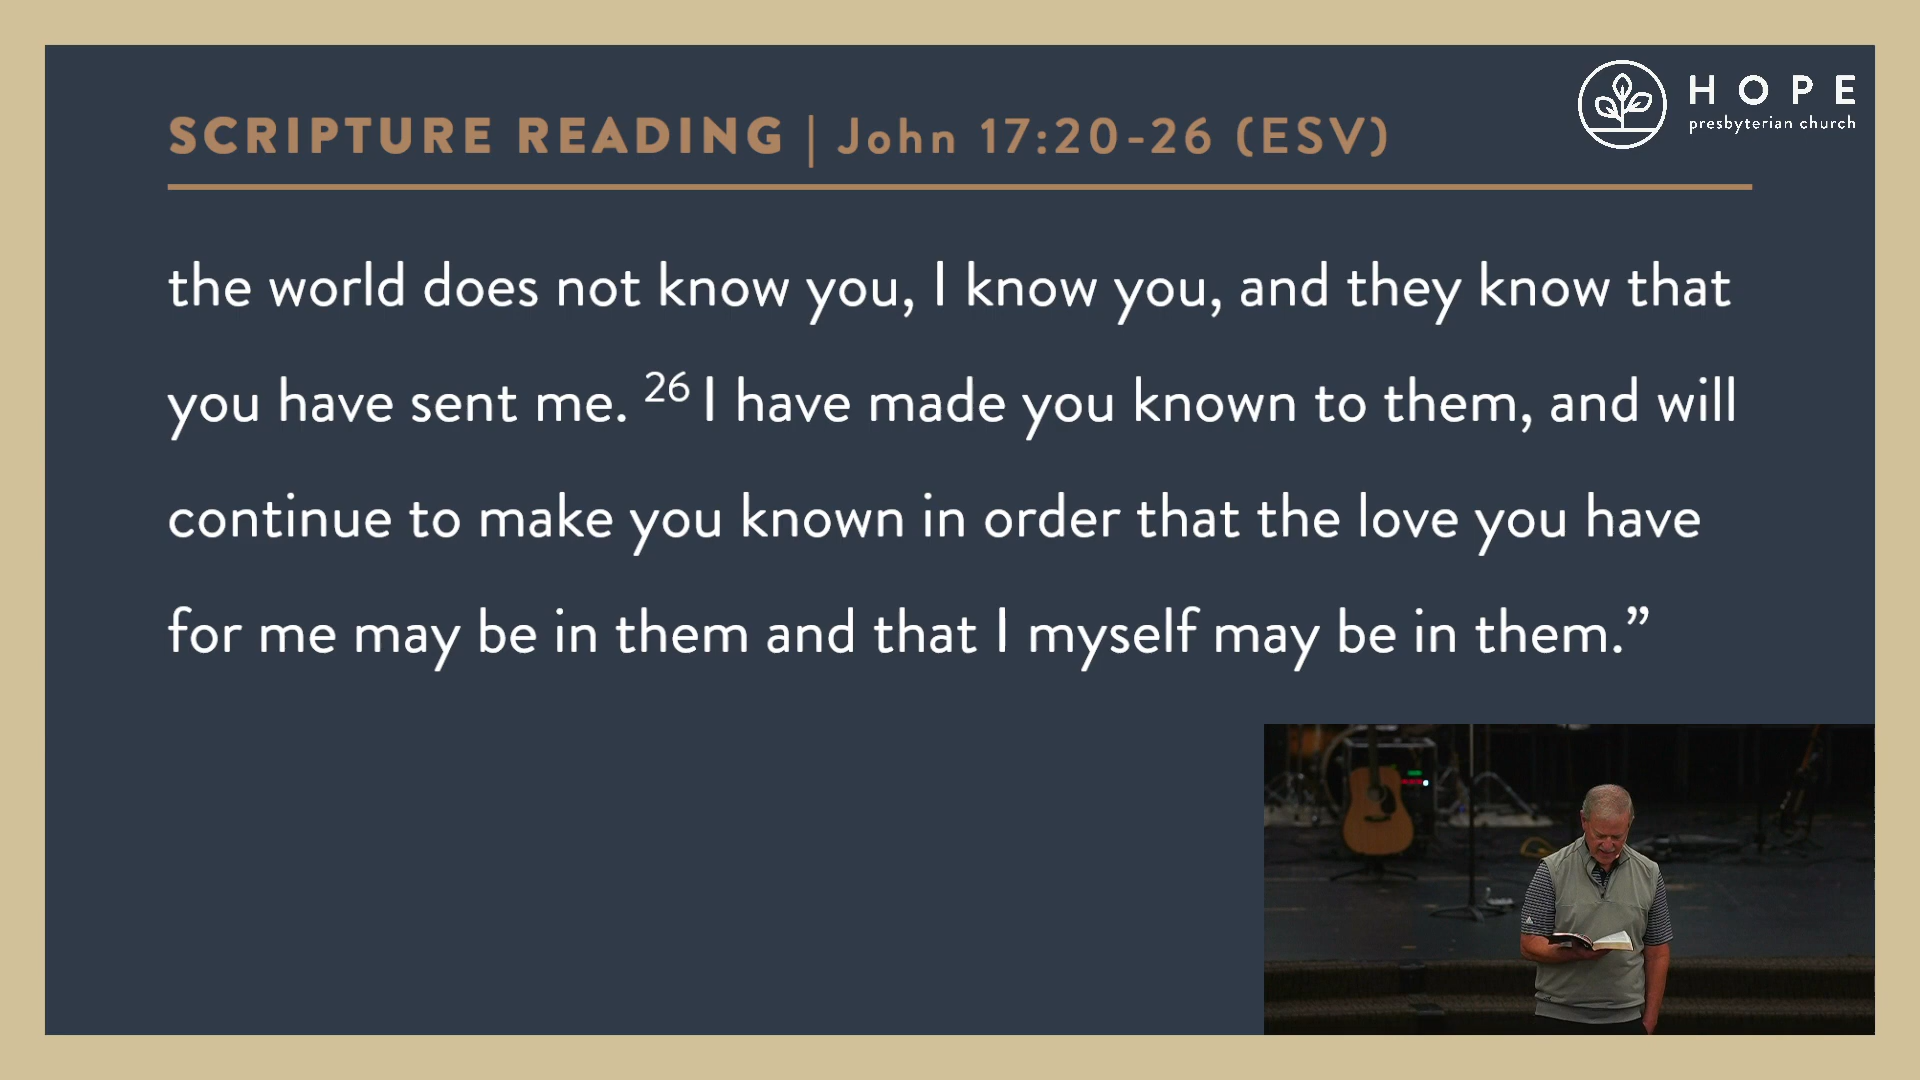 HOPE
presbyterian church
SCRIPTURE READING | John 17:20-26 (ESV)
the world does not know you, I know you, and they know that
you have sent me. 26 I have made you known to them, and will
continue to make you known in order that the love you have
for me may be in them and that I myself may be in them.”